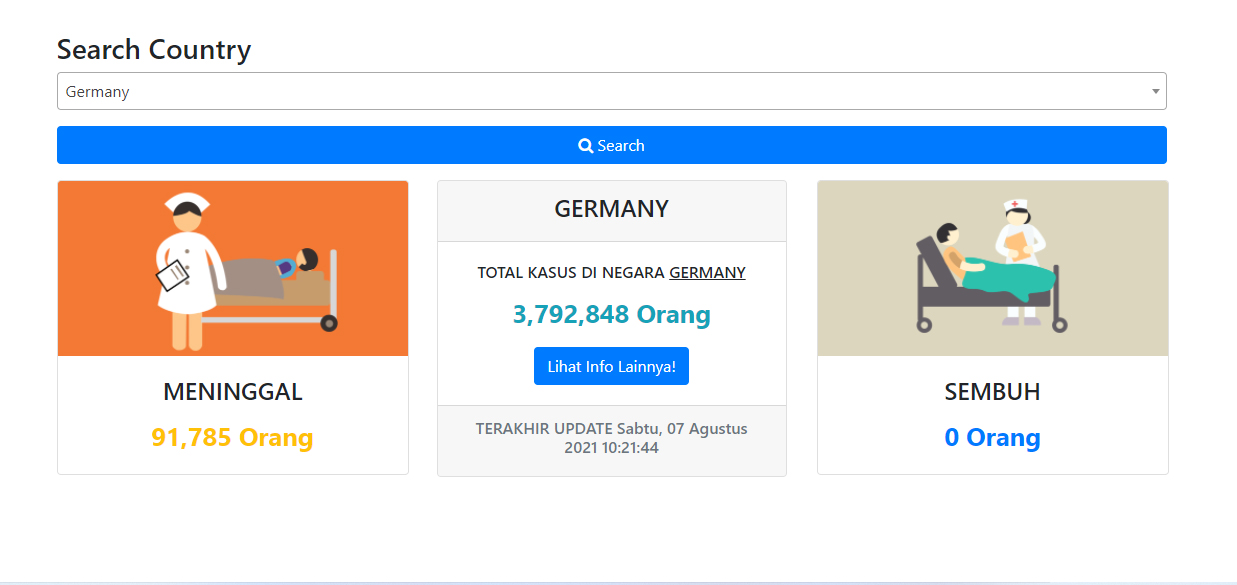 Search Country
Germany
Search
MENINGGAL
91,785 Orang
GERMANY
TOTAL KASUS DI NEGARA GERMANY
3,792,848 Orang
Lihat Info Lainnya!
TERAKHIR UPDATE Sabtu, 07 Agustus
2021 10:21:44
SEMBUH
0 Orang